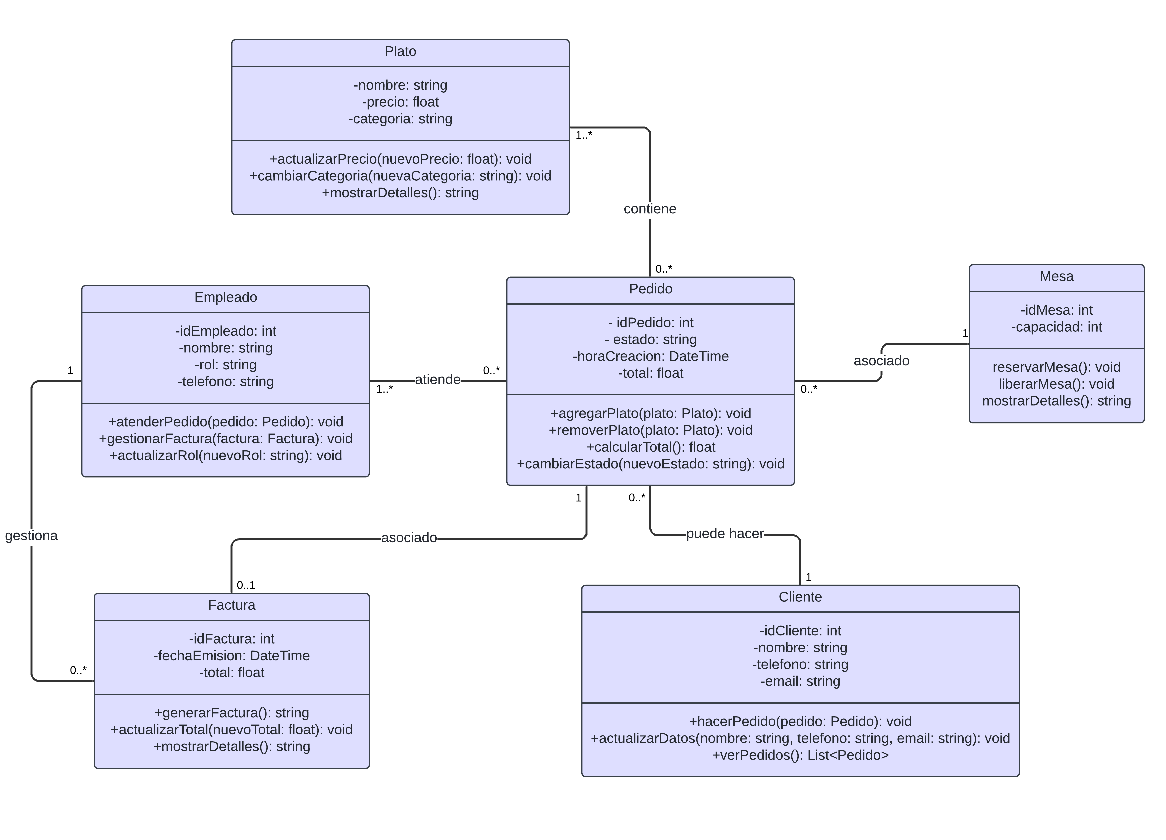 Plato
-nombre: string
-precio: float
-categoria: string
+actualizarPrecio(nuevoPrecio: float): void
+cambiarCategoria(nuevaCategoria: string): void
+mostrarDetalles(): string
1..*
contiene
0..*
Empleado
-idEmpleado: int
-nombre: string
-rol: string
-telefono: string
+atenderPedido(pedido: Pedido): void
+gestionarFactura(factura: Factura): void
+actualizarRol(nuevoRol: string): void
1
1..*
atiende
0..*
Pedido
- idPedido: int
- estado: string
-horaCreacion: DateTime
-total: float
+agregarPlato(plato: Plato): void
+removerPlato(plato: Plato): void
+calcularTotal(): float
+cambiarEstado(nuevoEstado: string): void
0..*
asociado
1
Mesa
-idMesa: int
-capacidad: int
reservarMesa(): void
liberarMesa(): void
mostrarDetalles(): string
gestiona
0..*
1
asociado
0..1
0..*
puede hacer
1
Factura
-idFactura: int
-fechaEmision: DateTime
-total: float
+generarFactura(): string
+actualizarTotal(nuevoTotal: float): void
+mostrarDetalles(): string
Cliente
-idCliente: int
-nombre: string
-telefono: string
-email: string
+hacerPedido(pedido: Pedido): void
+actualizarDatos(nombre: string, telefono: string, email: string): void
+verPedidos(): List<Pedido>